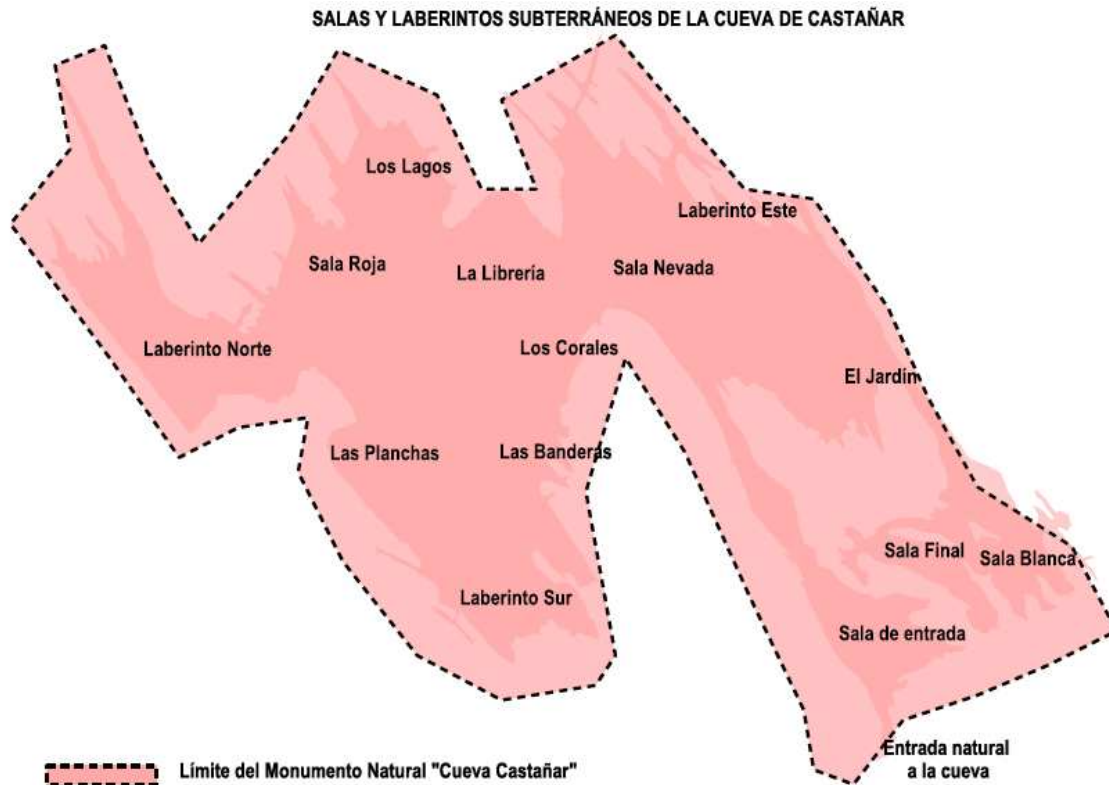 SALAS Y LABERINTOS SUBTERRÁNEOS DE LA CUEVA DE CASTAÑAR
Los Lagos
Laberinto Este
Sala Roja
La Librería
Sala Nevada
Laberinto Norte
Los Corales
El Jardín
Las Planchas
Las Banderas
Sala Final
Sala Blanca
Laberinto Sur
Sala de entrada
Entrada natural
a la cueva
Límite del Monumento Natural "Cueva Castañar"